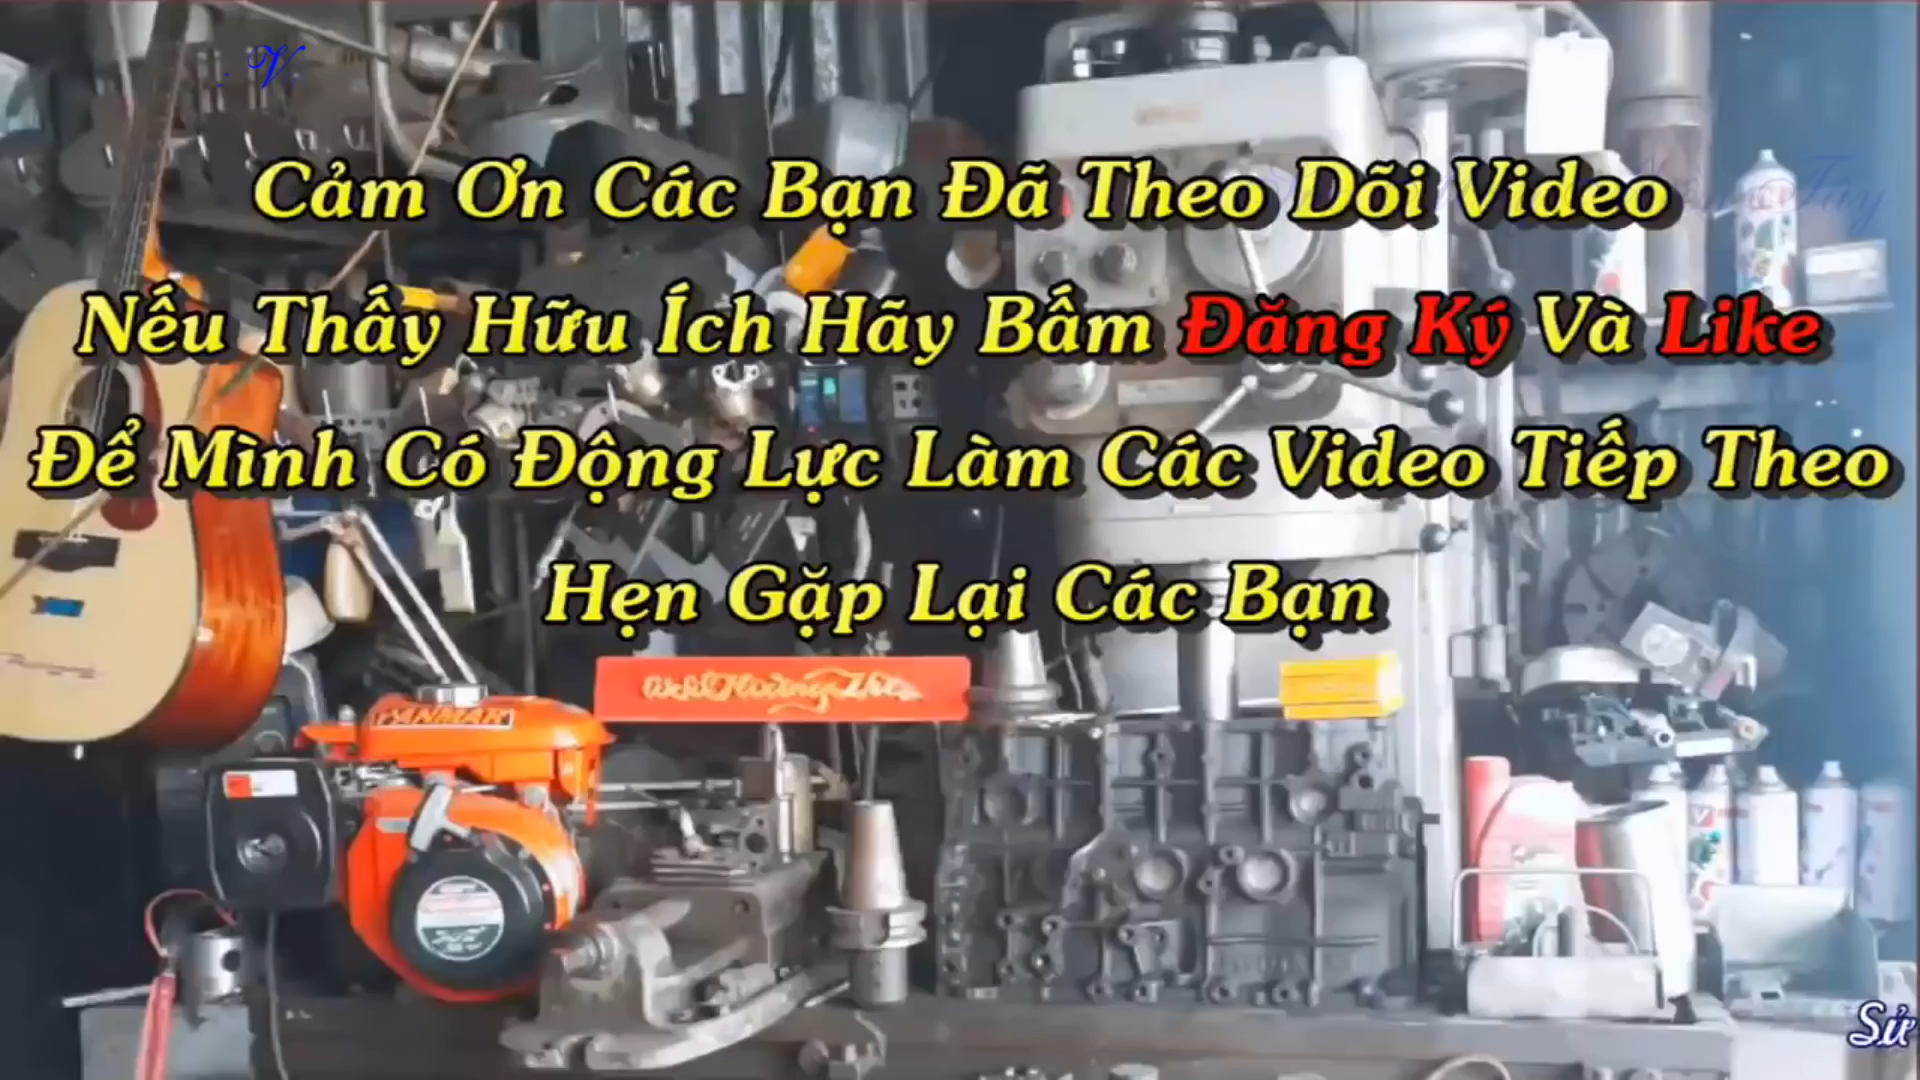 V
Cảm Ơn Các Bạn Đã Theo Dõi Video
Nếu Thấy Hữu Ích Hãy Bấm Đăng Ký Và Like
Để Mình Có Động Lực Làm Các Video Tiếp Theo
Hẹn Gặp Lại Các Bạn
YANMAR
Sử